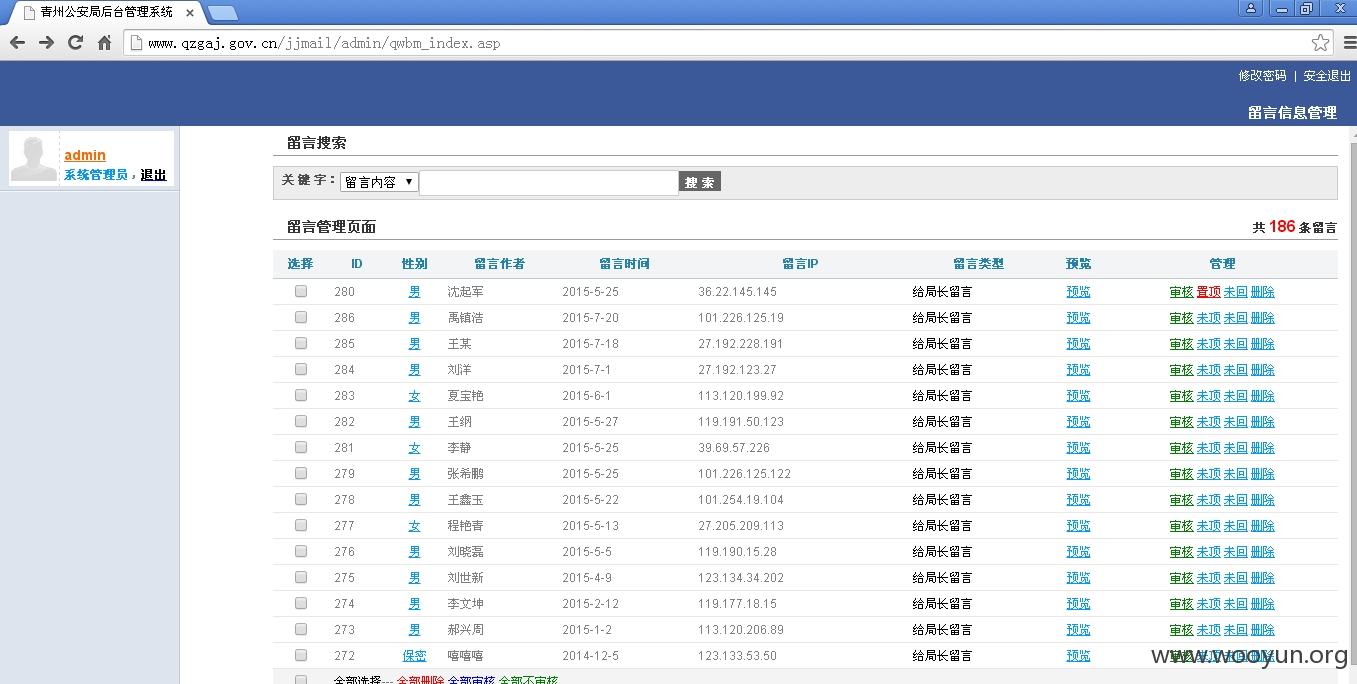 青州公安局后台管理系统
www.qzgaj.gov.cn/jjmail/admin/qwbm_index.asp
修改密码 | 安全退出
留言信息管理
admin
系统管理员，退出
留言搜索
关键字： 留言内容 搜索
留言管理页面 共 186 条留言
选择 ID 性别 留言作者 留言时间 留言IP 留言类型 预览 管理
280 男 沈起军 2015-5-25 36.22.145.145 给局长留言 预览 审核 置顶 未回 删除
286 男 禹镇浩 2015-7-20 101.226.125.19 给局长留言 预览 审核 未顶 未回 删除
285 男 王某 2015-7-18 27.192.228.191 给局长留言 预览 审核 未顶 未回 删除
284 男 刘洋 2015-7-1 27.192.123.27 给局长留言 预览 审核 未顶 未回 删除
283 女 夏宝艳 2015-6-1 113.120.199.92 给局长留言 预览 审核 未顶 未回 删除
282 男 王纲 2015-5-27 119.191.50.123 给局长留言 预览 审核 未顶 未回 删除
281 女 李静 2015-5-25 39.69.57.226 给局长留言 预览 审核 未顶 未回 删除
279 男 张希鹏 2015-5-25 101.226.125.122 给局长留言 预览 审核 未顶 未回 删除
278 男 王鑫玉 2015-5-22 101.254.19.104 给局长留言 预览 审核 未顶 未回 删除
277 女 程艳青 2015-5-13 27.205.209.113 给局长留言 预览 审核 未顶 未回 删除
276 男 刘晓磊 2015-5-5 119.190.15.28 给局长留言 预览 审核 未顶 未回 删除
275 男 刘世新 2015-4-9 123.134.34.202 给局长留言 预览 审核 未顶 未回 删除
274 男 李文坤 2015-2-12 119.177.18.15 给局长留言 预览 审核 未顶 未回 删除
273 男 郝兴周 2015-1-2 113.120.206.89 给局长留言 预览 审核 未顶 未回 删除
272 保密 嘻嘻嘻 2014-12-5 123.133.53.50 给局长留言 预览 审核 未顶 未回 删除
www.wooyun.org
全部选择--- 全部删除 全部审核 全部不审核